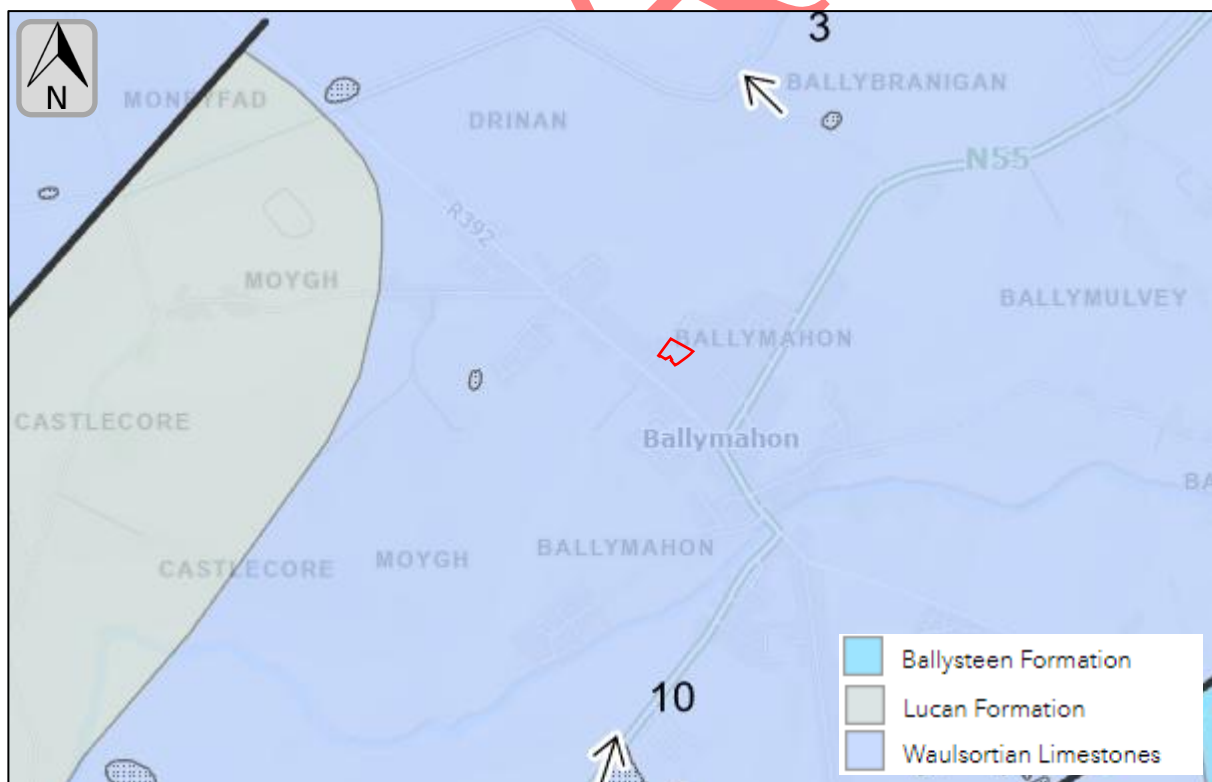 3
N
MONEYFAD
BALLYBRANIGAN
DRINAN
N55
R392
MOYGH
BALLYMULVEY
BALLYMAHON
CASTLECORE
Ballymahon
BA
BALLYMAHON
MOYGH
CASTLECORE
10
Ballysteen Formation
Lucan Formation
Waulsortian Limestones